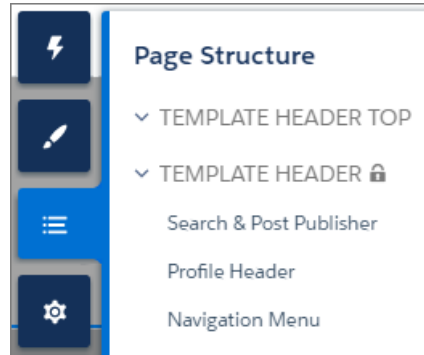 Page Structure
TEMPLATE HEADER TOP
TEMPLATE HEADER
Search & Post Publisher
Profile Header
Navigation Menu